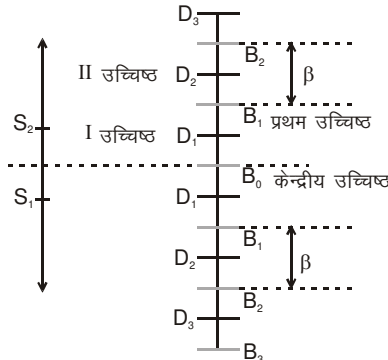 D₃
B₂
II उच्चिष्ठ D₂ β
S₂ B₁ प्रथम उच्चिष्ठ
I उच्चिष्ठ D₁
B₀ केन्द्रीय उच्चिष्ठ
S₁ D₁
B₁
D₂ β
B₂
D₃
B₃